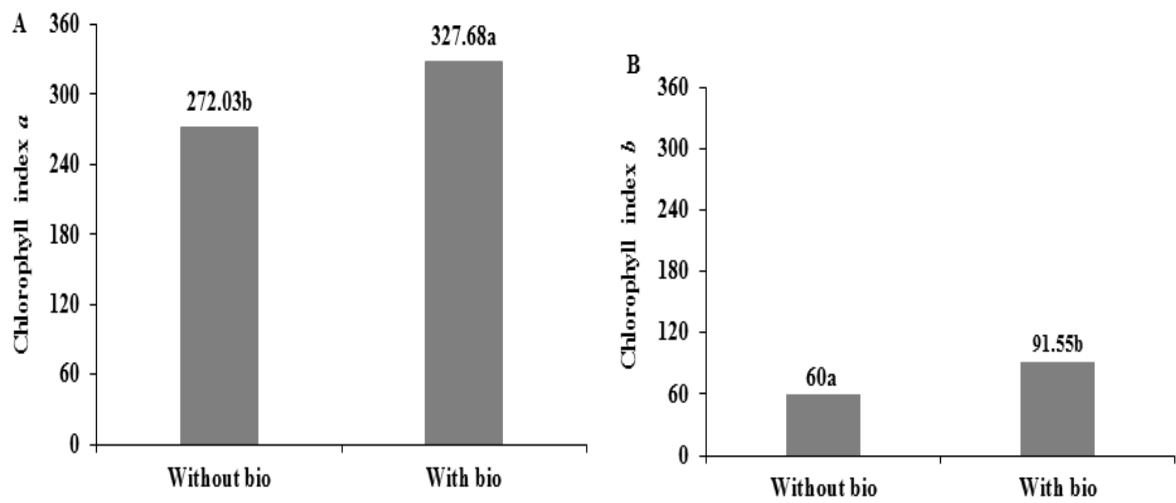 A
Chlorophyll index a
360
300
240
180
120
60
0
272.03b
327.68a
Without bio
With bio
B
Chlorophyll index b
360
300
240
180
120
60
0
60a
91.55b
Without bio
With bio